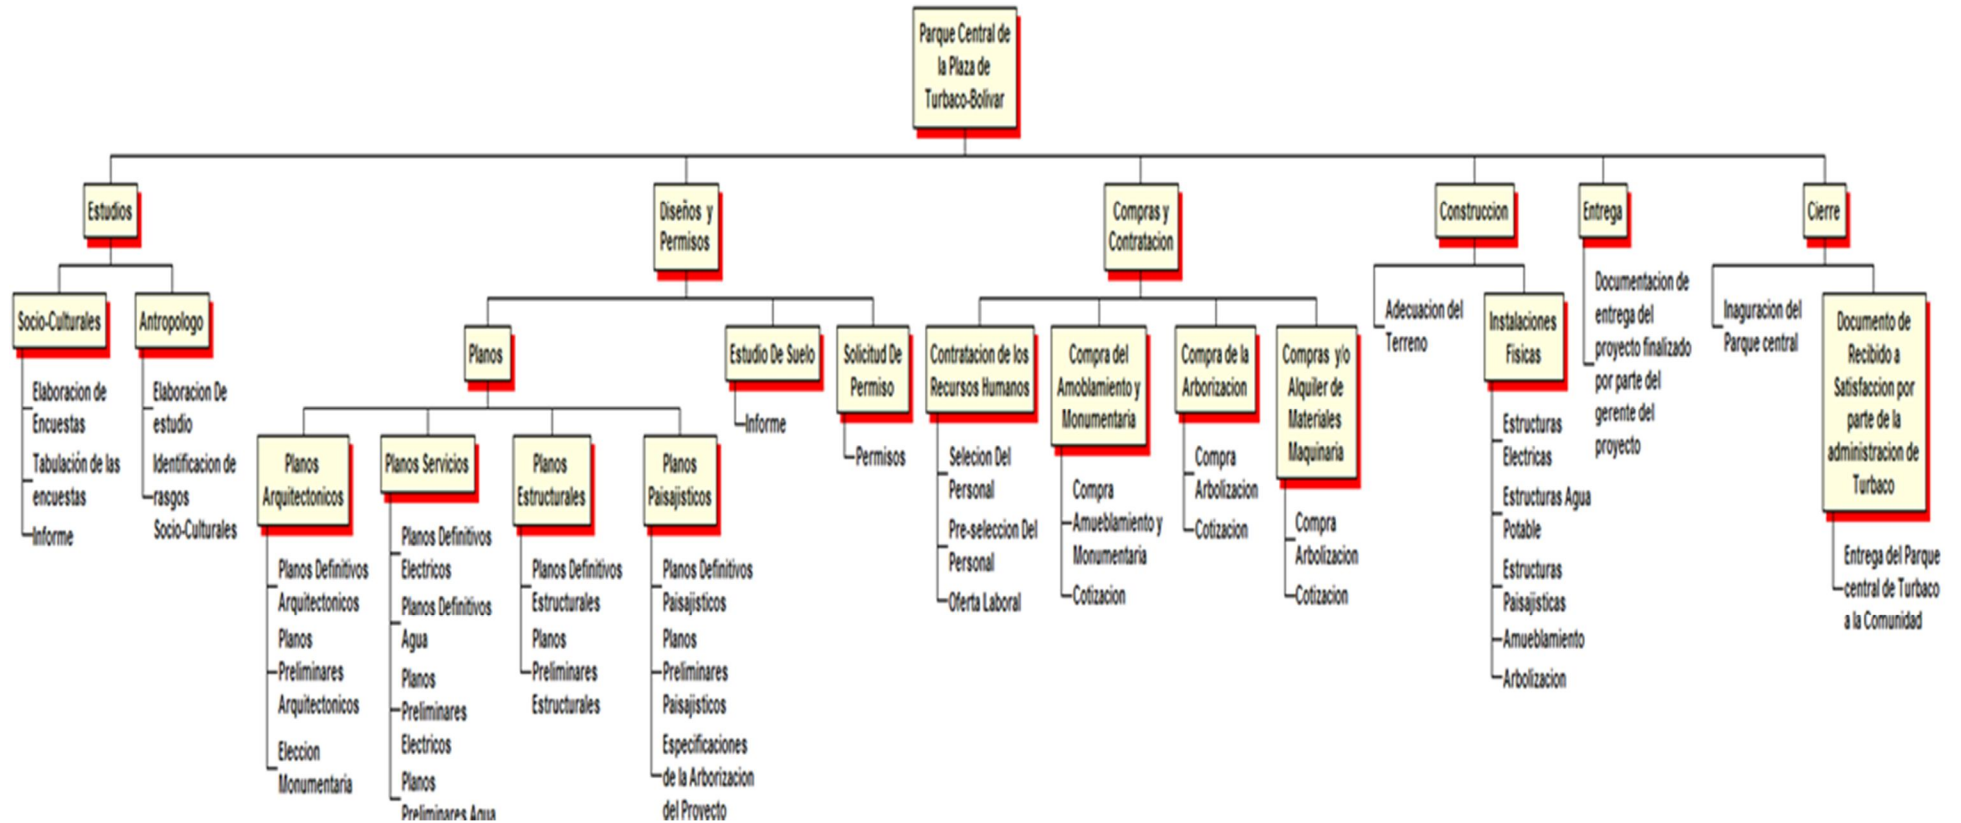 Parque Central de
la Plaza de
Turbaco-Bolivar
Estudios
Diseños y
Permisos
Compras y
Contratacion
Construccion
Entrega
Cierre
Socio-Culturales
Elaboracion de
Encuestas
Tabulación de las
encuestas
Informe
Antropologo
Elaboracion De
estudio
Identificacion de
rasgos
Socio-Culturales
Planos
Planos
Arquitectonicos
Planos Definitivos
Arquitectonicos
Planos
Preliminares
Arquitectonicos
Eleccion
Monumentaria
Planos Servicios
Planos Definitivos
Electricos
Planos Definitivos
Agua
Planos
Preliminares
Electricos
Planos
Preliminares Agua
Planos
Estructurales
Planos Definitivos
Estructurales
Planos
Preliminares
Estructurales
Planos
Paisajisticos
Planos Definitivos
Paisajisticos
Planos
Preliminares
Paisajisticos
Especificaciones
de la Arborizacion
del Proyecto
Estudio De Suelo
Informe
Solicitud De
Permiso
Permisos
Contratacion de los
Recursos Humanos
Selecion Del
Personal
Pre-seleccion Del
Personal
Oferta Laboral
Compra del
Amoblamiento y
Monumentaria
Compra
Amueblamiento y
Monumentaria
Cotizacion
Compra de la
Arborizacion
Compra
Arbolizacion
Cotizacion
Compras y/o
Alquiler de
Materiales
Maquinaria
Compra
Arbolizacion
Cotizacion
Adecuacion del
Terreno
Instalaciones
Fisicas
Estructuras
Electricas
Estructuras Agua
Potable
Estructuras
Paisajisticas
Amueblamiento
Arbolizacion
Documentacion de
entrega del
proyecto finalizado
por parte del
gerente del
proyecto
Inaguracion del
Parque central
Documento de
Recibido a
Satisfaccion por
parte de la
administracion de
Turbaco
Entrega del Parque
central de Turbaco
a la Comunidad